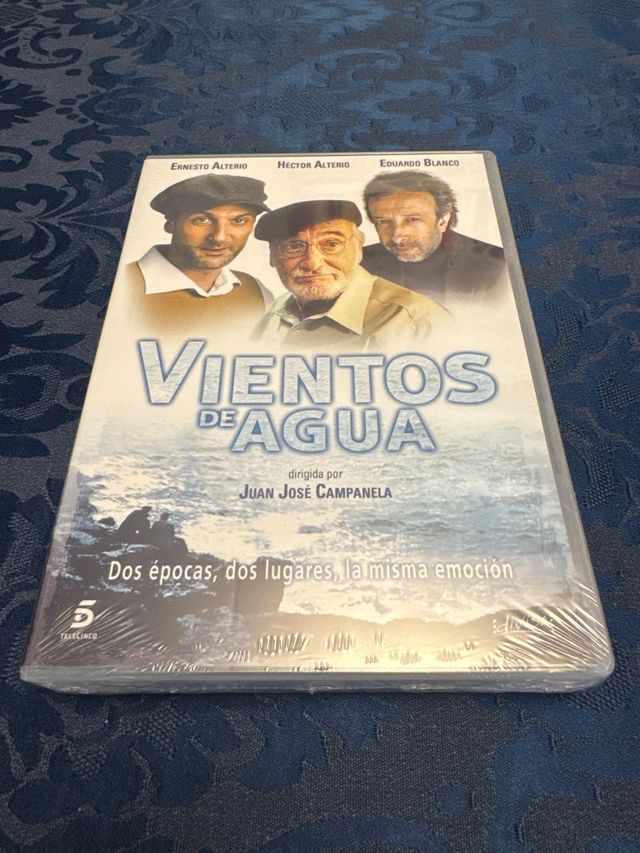 ERNESTO ALTERIO HÉCTOR ALTERIO EDUARDO BLANCO
VIENTOS
DE AGUA
dirigida por
JUAN JOSÉ CAMPANELA
Dos épocas, dos lugares, la misma emoción
5
TELECINCO